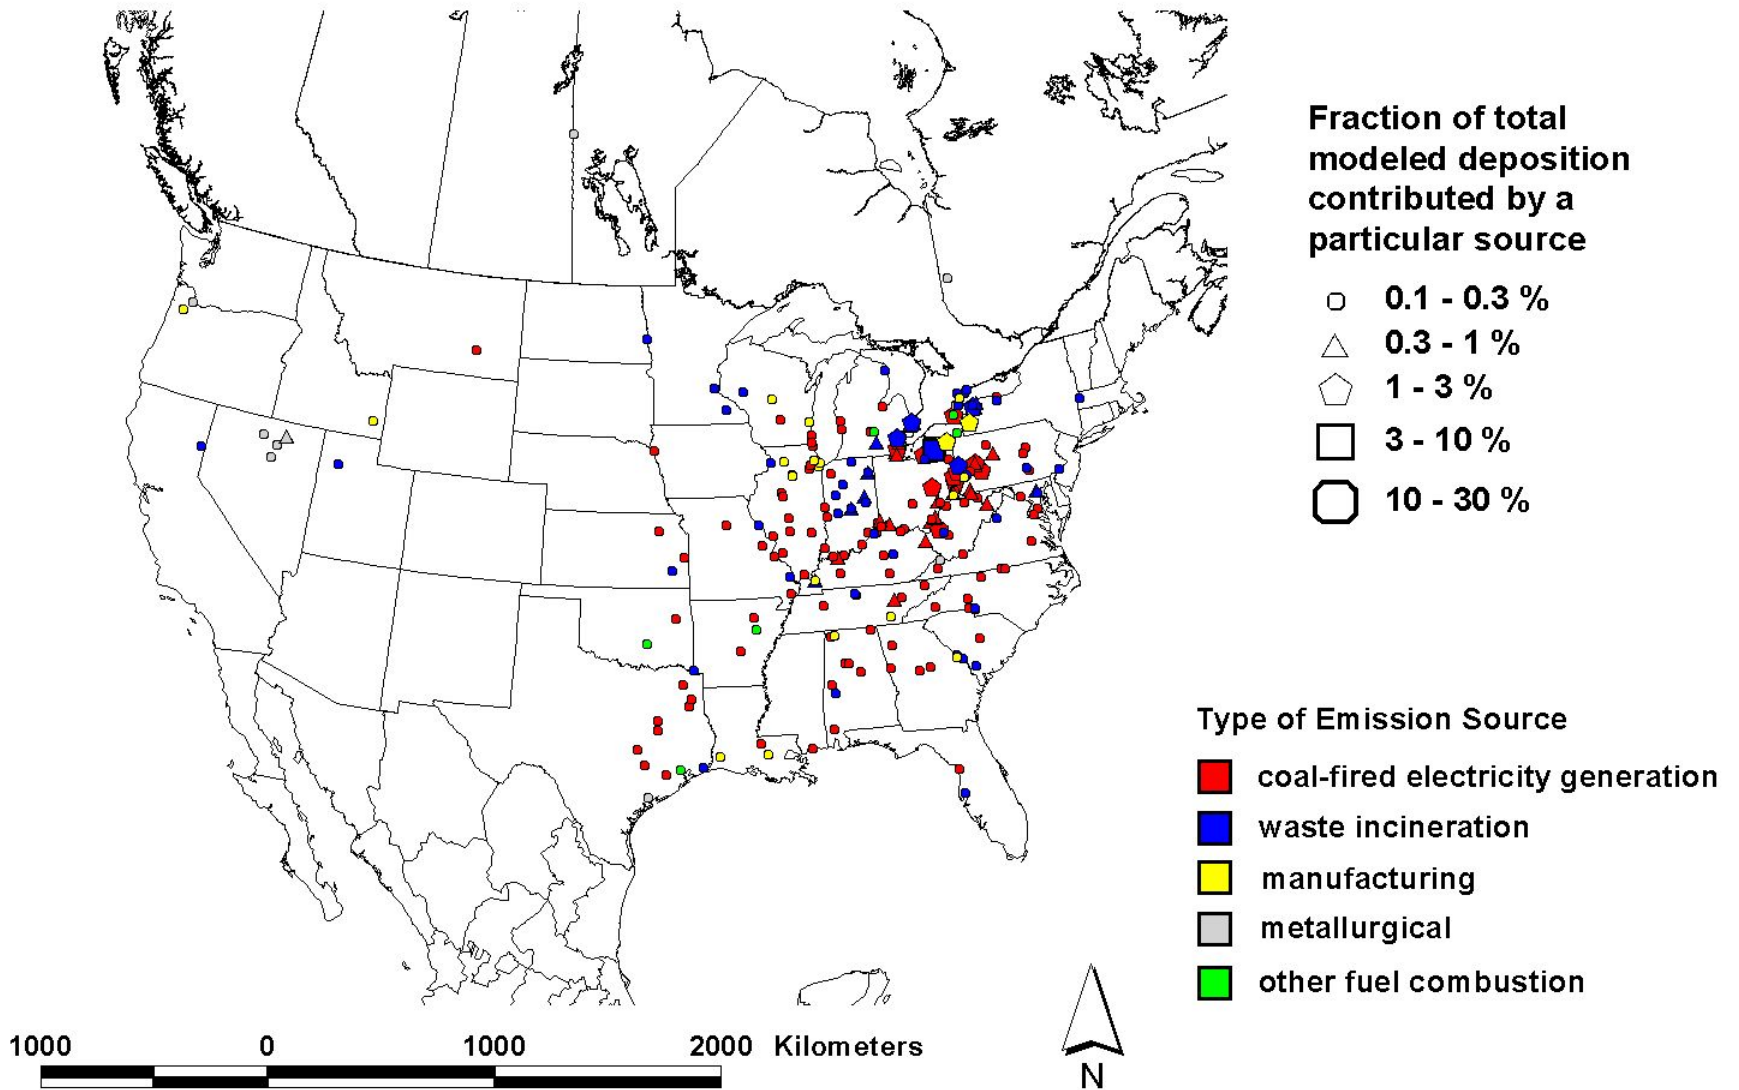 Fraction of total
modeled deposition
contributed by a
particular source
0.1 - 0.3 %
0.3 - 1 %
1 - 3 %
3 - 10 %
10 - 30 %
Type of Emission Source
coal-fired electricity generation
waste incineration
manufacturing
metallurgical
other fuel combustion
1000 0 1000 2000 Kilometers
N